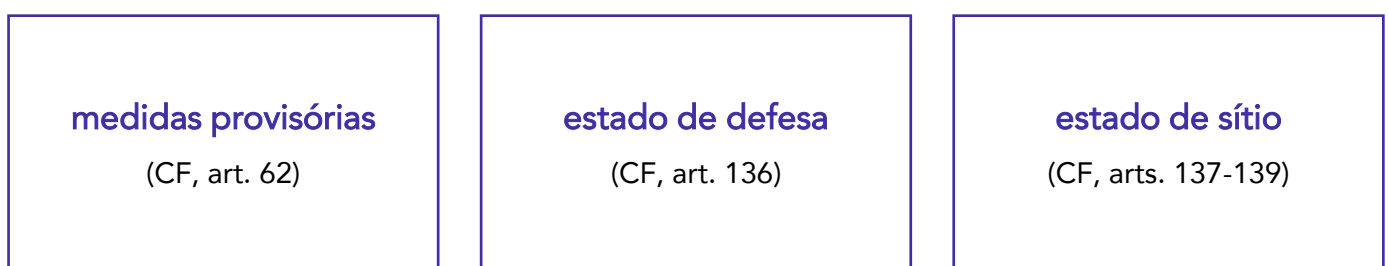 medidas provisórias
(CF, art. 62)
estado de defesa
(CF, art. 136)
estado de sítio
(CF, arts. 137-139)